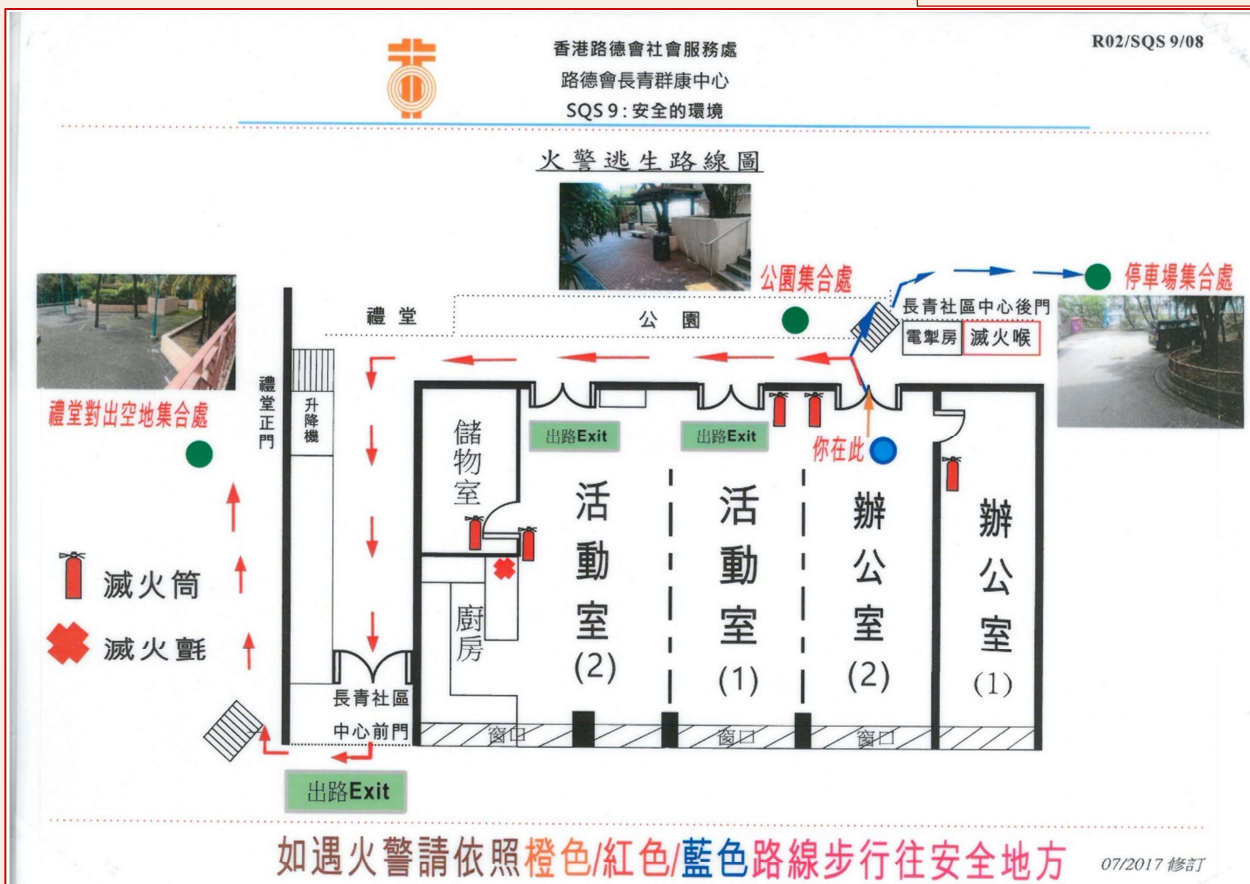 R02/SQS 9/08
香港路德會社會服務處
路德會長青群康中心
SQS 9 : 安全的環境
火警逃生路線圖
公園集合處
停車場集合處
禮堂
公園
長青社區中心後門
電掣房
滅火喉
禮堂對出空地集合處
禮堂正門
升降機
儲物室
出路Exit
出路Exit
你在此
活動室(2)
活動室(1)
辦公室(2)
辦公室(1)
滅火筒
滅火氈
廚房
長青社區
中心前門
窗口
窗口
窗口
出路Exit
如遇火警請依照橙色/紅色/藍色路線步行往安全地方
07/2017 修訂